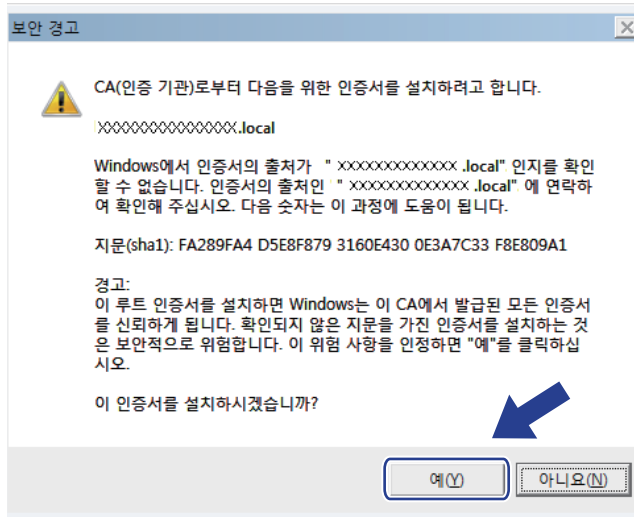 보안 경고
CA(인증 기관)로부터 다음을 위한 인증서를 설치하려고 합니다.
XXXXXXXXXXXXXXX.local
Windows에서 인증서의 출처가 " XXXXXXXXXXXXX .local" 인지를 확인
할 수 없습니다. 인증서의 출처인 " XXXXXXXXXXXXX .local" 에 연락하
여 확인해 주십시오. 다음 숫자는 이 과정에 도움이 됩니다.
지문(sha1): FA289FA4 D5E8F879 3160E430 0E3A7C33 F8E809A1
경고:
이 루트 인증서를 설치하면 Windows는 이 CA에서 발급된 모든 인증서
를 신뢰하게 됩니다. 확인되지 않은 지문을 가진 인증서를 설치하는 것
은 보안적으로 위험합니다. 이 위험 사항을 인정하면 "예"를 클릭하십
시오.
이 인증서를 설치하시겠습니까?
예(Y) 아니요(N)